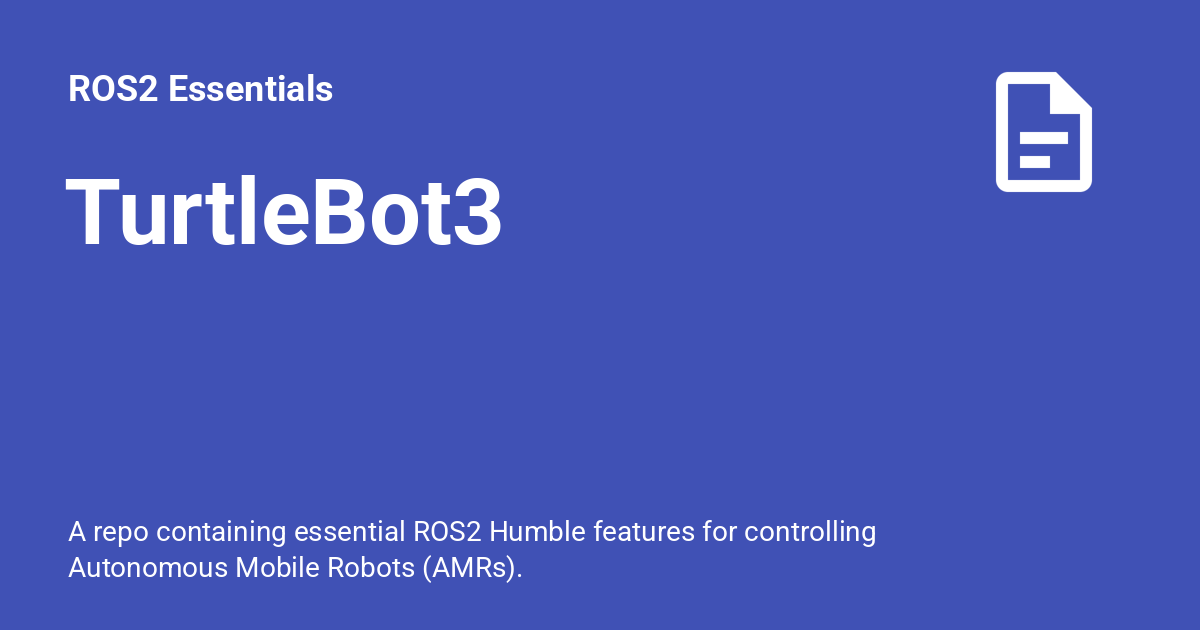 ROS2 Essentials
TurtleBot3
A repo containing essential ROS2 Humble features for controlling
Autonomous Mobile Robots (AMRs).